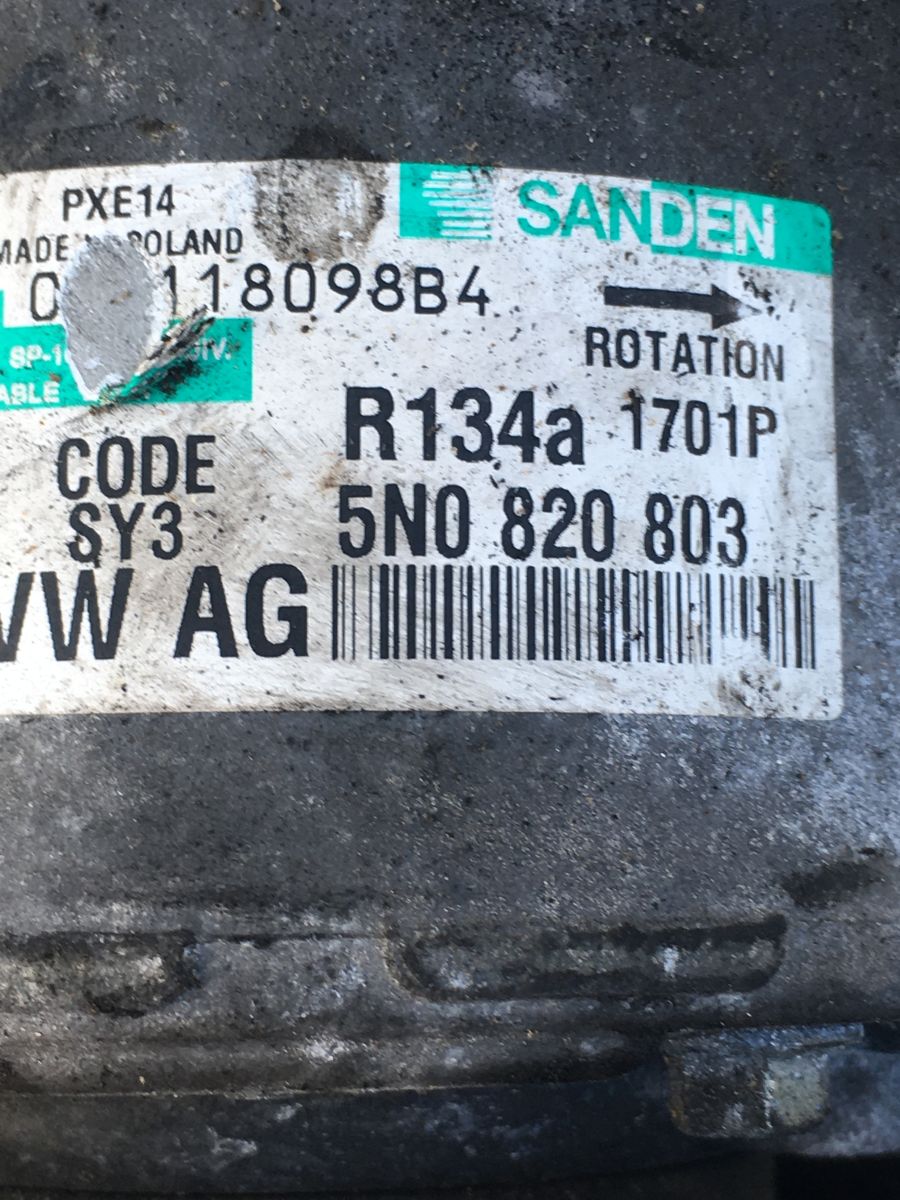 PXE14
SANDEN
MADE POLAND
118098B4
ROTATION
R134a 1701P
CODE
SY3
5N0 820 803
VW AG